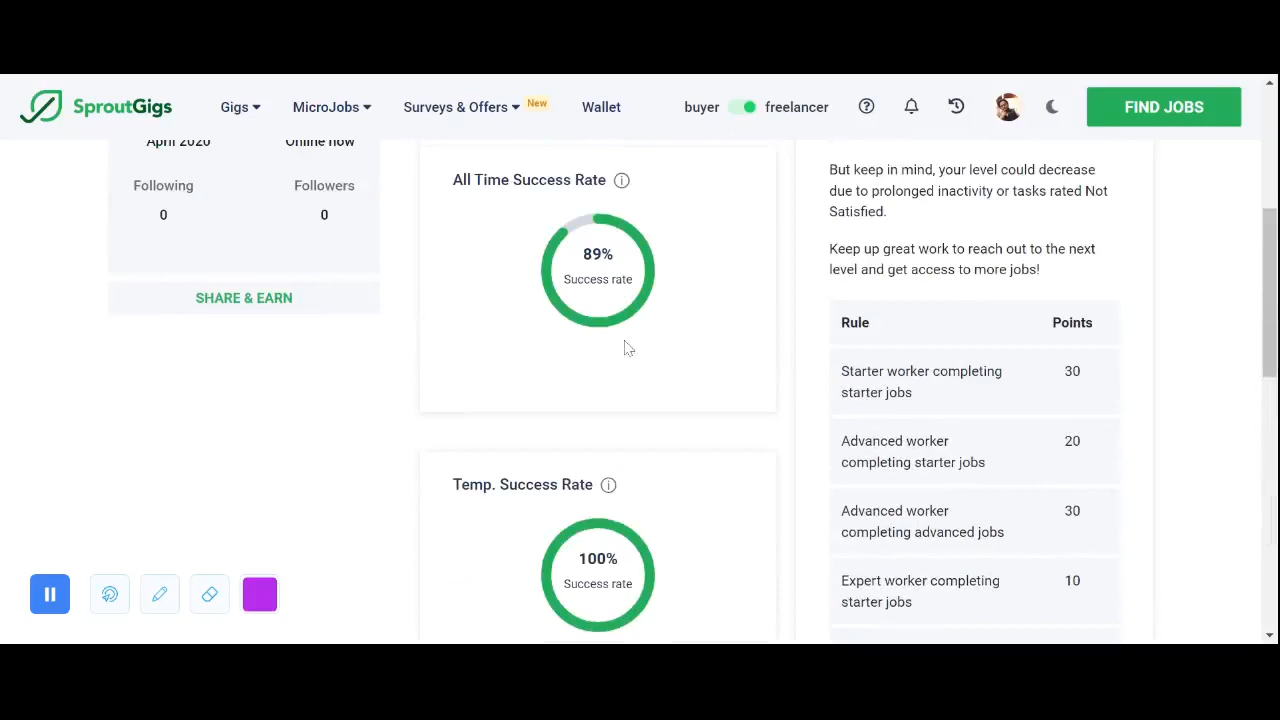 SproutGigs
Gigs
MicroJobs
Surveys & Offers
New
Wallet
buyer
freelancer
FIND JOBS
April 2020
Online now
Following
Followers
0
0
SHARE & EARN
All Time Success Rate
89%
Success rate
Temp. Success Rate
100%
Success rate
But keep in mind, your level could decrease
due to prolonged inactivity or tasks rated Not
Satisfied.
Keep up great work to reach out to the next
level and get access to more jobs!
Rule Points
Starter worker completing 30
starter jobs
Advanced worker 20
completing starter jobs
Advanced worker 30
completing advanced jobs
Expert worker completing 10
starter jobs